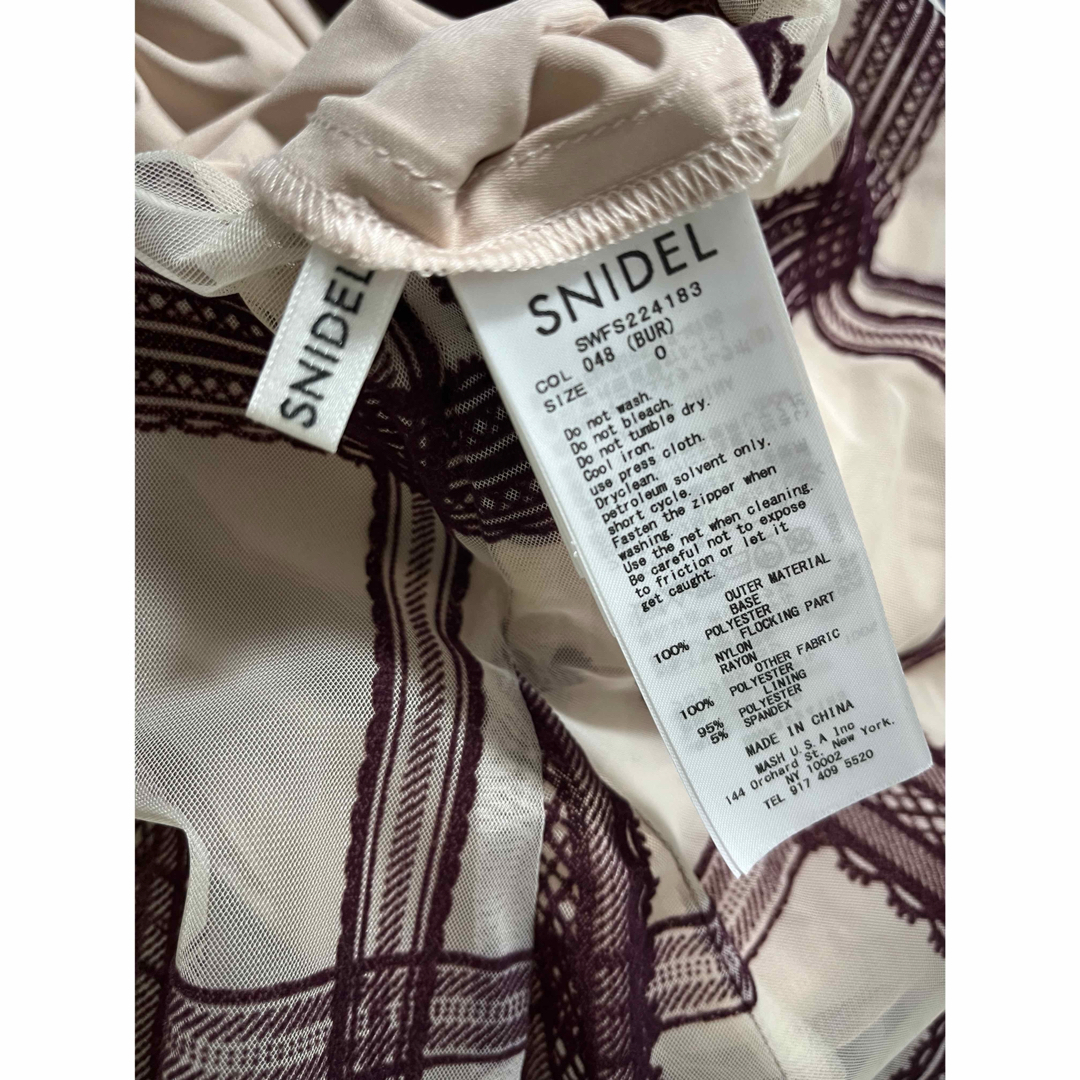 SNIDEL
SNIDEL
SWFS224183
COL 048 (BUR)
SIZE 0
Do not wash.
Do not bleach.
Do not tumble dry.
Cool iron.
use press cloth.
Dryclean.
petroleum solvent only.
short cycle.
Fasten the zipper when
washing.
Use the net when cleaning.
Be careful not to expose
to friction or let it
get caught.
OUTER MATERIAL
BASE
100% POLYESTER
FLOCKING PART
NYLON
RAYON
OTHER FABRIC
100% POLYESTER
LINING
95% POLYESTER
5% SPANDEX
MADE IN CHINA
MASH U.S.A Inc
144 Orchard St. New York.
NY 10002
TEL 917 409 5520